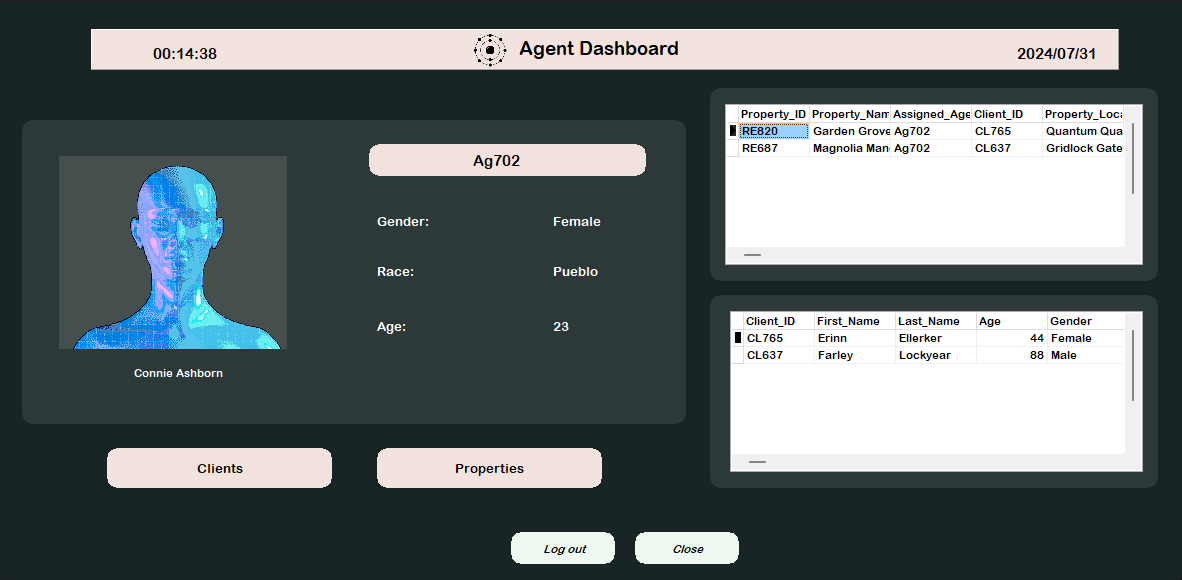 00:14:38 Agent Dashboard 2024/07/31
Ag702
Gender: Female
Race: Pueblo
Age: 23
Connie Ashborn
Clients Properties
Property_ID Property_Nam Assigned_Age Client_ID Property_Loca
RE820 Garden Grove Ag702 CL765 Quantum Qua
RE687 Magnolia Man Ag702 CL637 Gridlock Gate
Client_ID First_Name Last_Name Age Gender
CL765 Erinn Ellerker 44 Female
CL637 Farley Lockyear 88 Male
Log out Close